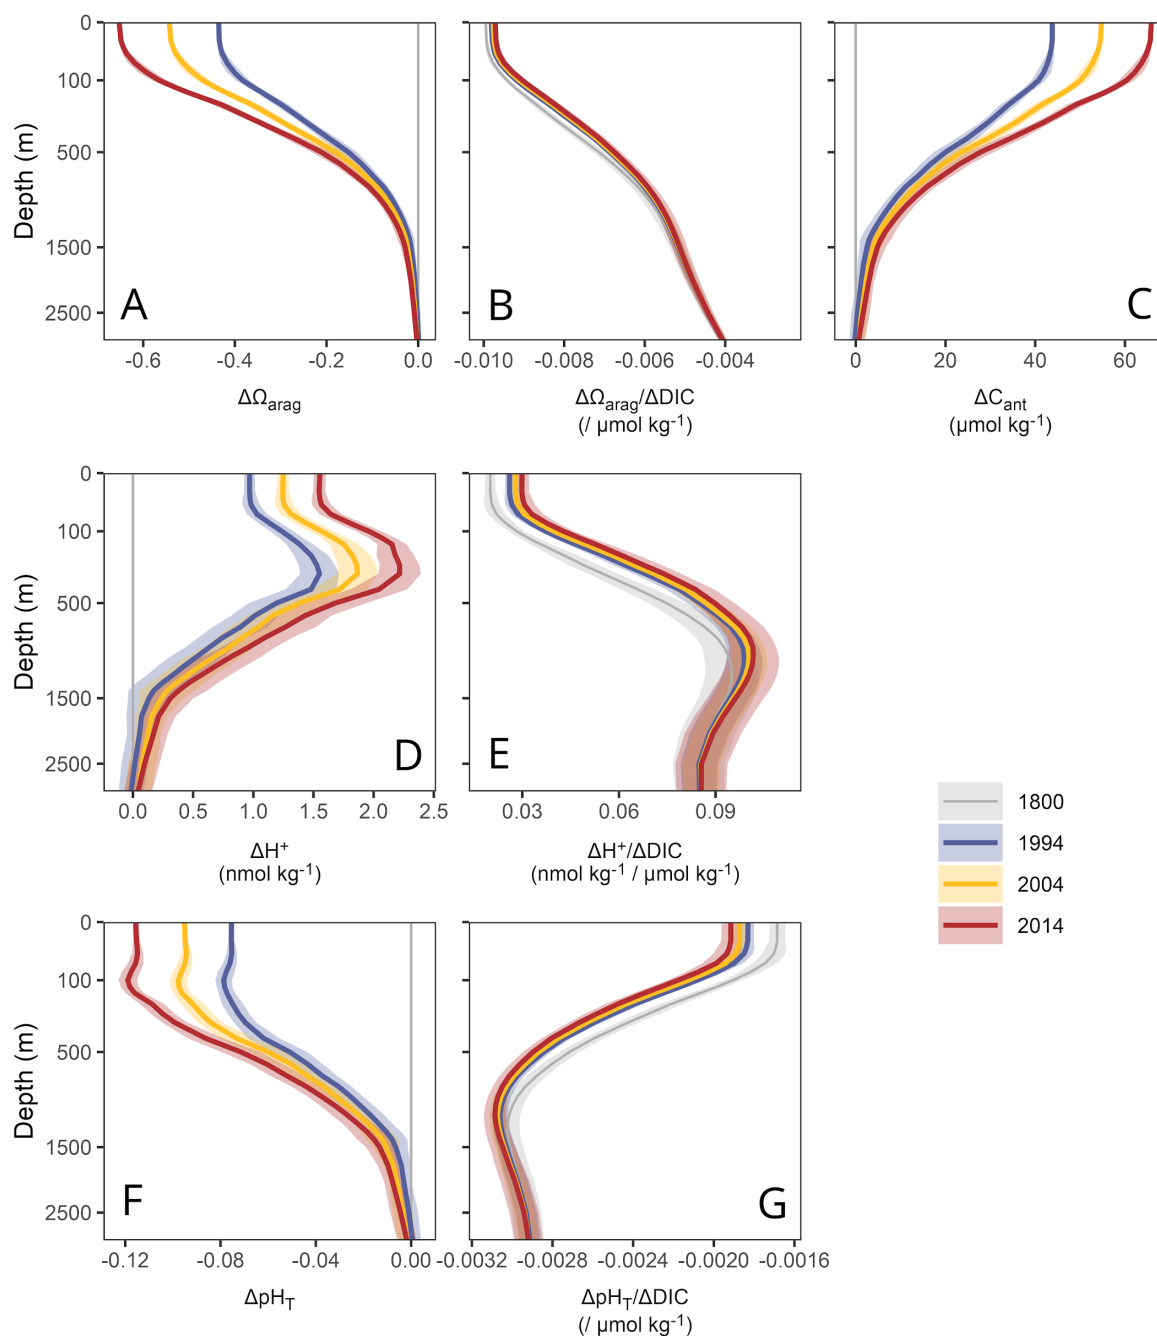 0
100
500
1500
2500
Depth (m)
A
-0.6 -0.4 -0.2 0.0
ΔΩarag
B
-0.010 -0.008 -0.006 -0.004
ΔΩarag/ΔDIC
(/ μmol kg-1)
C
0 20 40 60
ΔCant
(μmol kg-1)
0
100
500
1500
2500
Depth (m)
D
0.0 0.5 1.0 1.5 2.0 2.5
ΔH+
(nmol kg-1)
E
0.03 0.06 0.09
ΔH+/ΔDIC
(nmol kg-1 / μmol kg-1)
1800
1994
2004
2014
0
100
500
1500
2500
Depth (m)
F
-0.12 -0.08 -0.04 0.00
ΔpHT
G
-0.0032 -0.0028 -0.0024 -0.0020 -0.0016
ΔpHT/ΔDIC
(/ μmol kg-1)